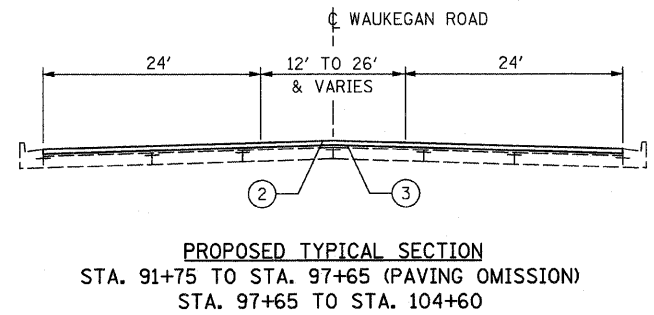 ℄ WAUKEGAN ROAD
24' 12' TO 26' 24'
& VARIES
2 3
PROPOSED TYPICAL SECTION
STA. 91+75 TO STA. 97+65 (PAVING OMISSION)
STA. 97+65 TO STA. 104+60